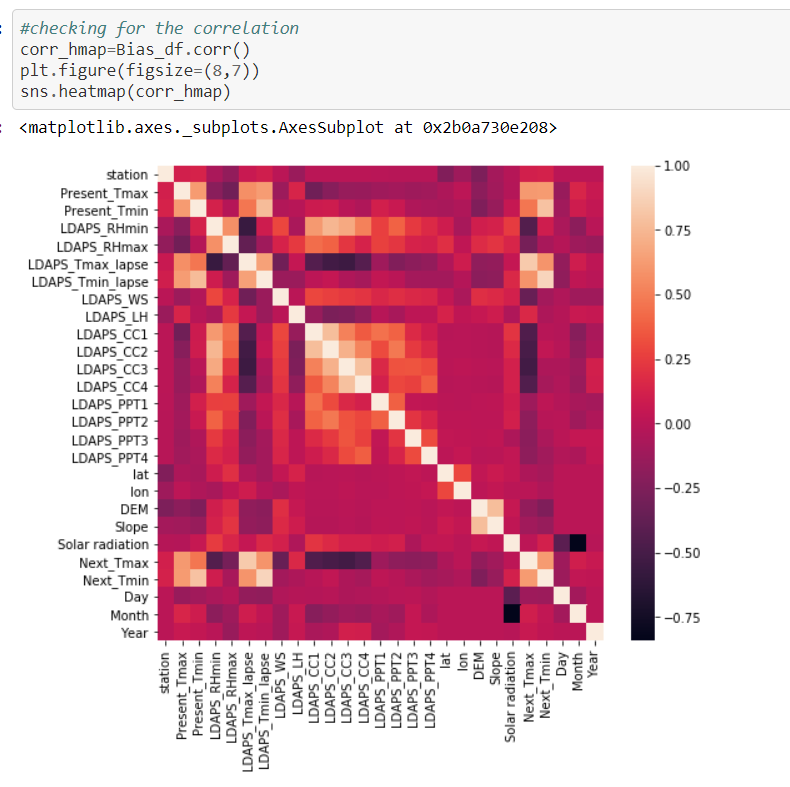 #checking for the correlation
corr_hmap=Bias_df.corr()
plt.figure(figsize=(8,7))
sns.heatmap(corr_hmap)
<matplotlib.axes._subplots.AxesSubplot at 0x2b0a730e208>
station
Present_Tmax
Present_Tmin
LDAPS_RHmin
LDAPS_RHmax
LDAPS_Tmax_lapse
LDAPS_Tmin_lapse
LDAPS_WS
LDAPS_LH
LDAPS_CC1
LDAPS_CC2
LDAPS_CC3
LDAPS_CC4
LDAPS_PPT1
LDAPS_PPT2
LDAPS_PPT3
LDAPS_PPT4
lat
lon
DEM
Slope
Solar radiation
Next_Tmax
Next_Tmin
Day
Month
Year
station
Present_Tmax
Present_Tmin
LDAPS_RHmin
LDAPS_RHmax
LDAPS_Tmax_lapse
LDAPS_Tmin_lapse
LDAPS_WS
LDAPS_LH
LDAPS_CC1
LDAPS_CC2
LDAPS_CC3
LDAPS_CC4
LDAPS_PPT1
LDAPS_PPT2
LDAPS_PPT3
LDAPS_PPT4
lat
lon
DEM
Slope
Solar radiation
Next_Tmax
Next_Tmin
Day
Month
Year
1.00
0.75
0.50
0.25
0.00
−0.25
−0.50
−0.75